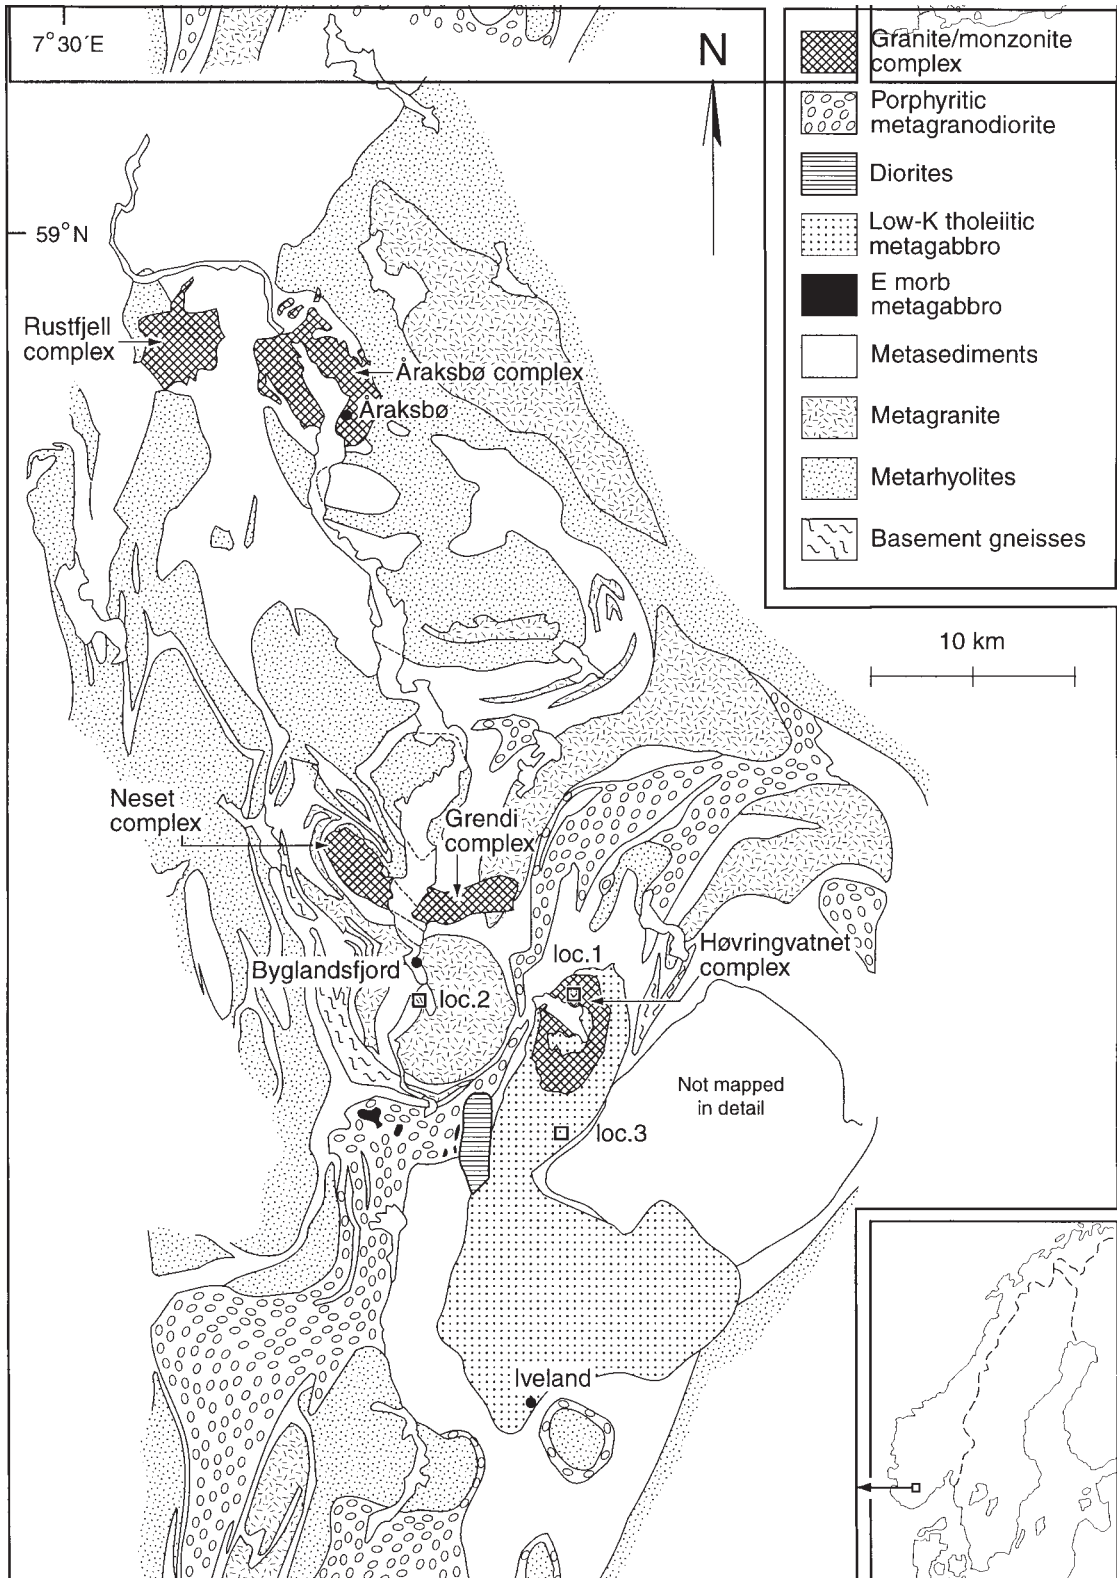 7°30´E
N
Granite/monzonite
complex
Porphyritic
metagranodiorite
Diorites
Low-K tholeiitic
metagabbro
E morb
metagabbro
Metasediments
Metagranite
Metarhyolites
Basement gneisses
59°N
Rustfjell
complex
Åraksbø complex
Åraksbø
10 km
Neset
complex
Grendi
complex
Byglandsfjord
loc.2
loc.1
Høvringvatnet
complex
Not mapped
in detail
loc.3
Iveland